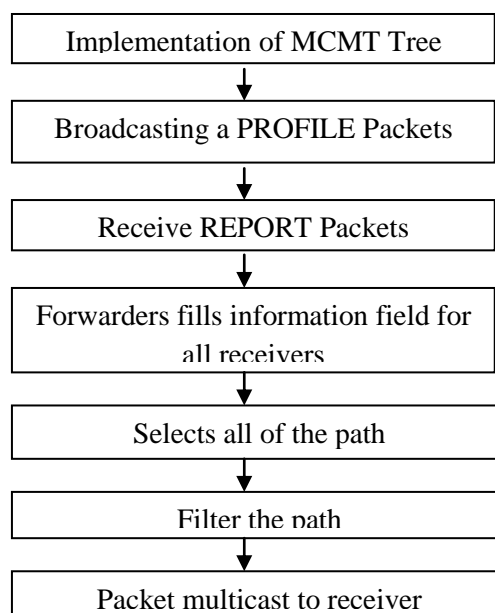 Implementation of MCMT Tree
Broadcasting a PROFILE Packets
Receive REPORT Packets
Forwarders fills information field for
all receivers
Selects all of the path
Filter the path
Packet multicast to receiver